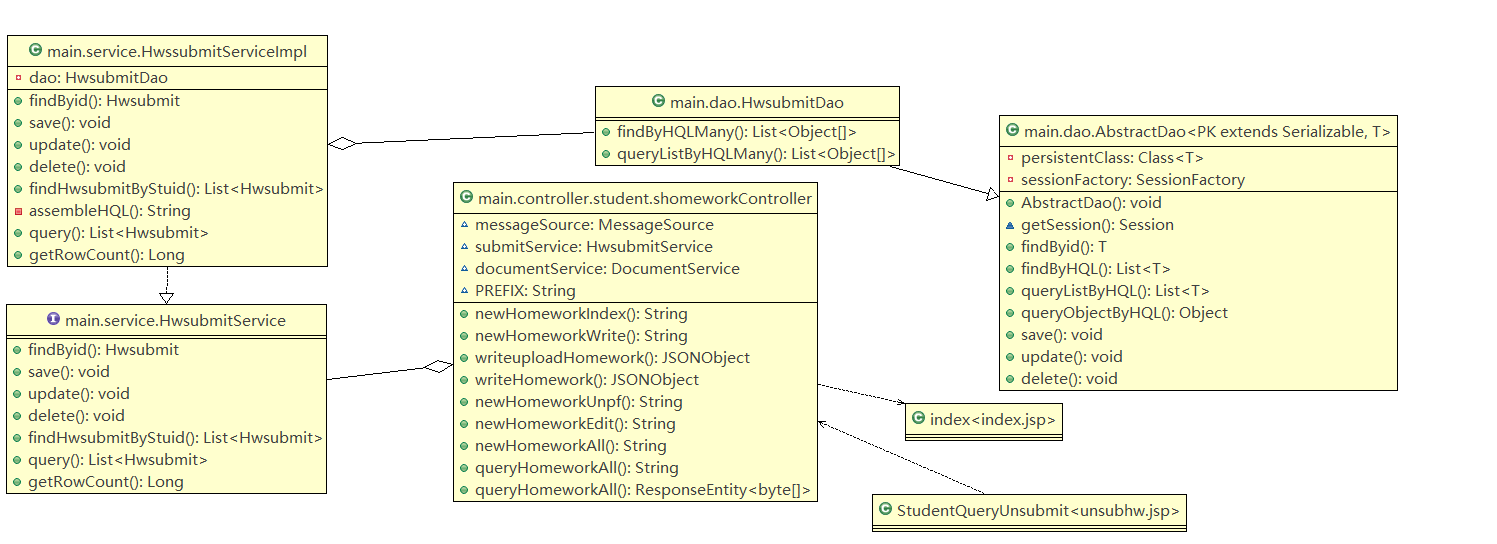 main.service.HwssubmitServiceImpl
dao: HwsubmitDao
findByid(): Hwsubmit
save(): void
update(): void
delete(): void
findHwsubmitByStuid(): List<Hwsubmit>
assembleHQL(): String
query(): List<Hwsubmit>
getRowCount(): Long
main.dao.HwsubmitDao
findByHQLMany(): List<Object[]>
queryListByHQLMany(): List<Object[]>
main.dao.AbstractDao<PK extends Serializable, T>
persistentClass: Class<T>
sessionFactory: SessionFactory
AbstractDao(): void
getSession(): Session
findByid(): T
findByHQL(): List<T>
queryListByHQL(): List<T>
queryObjectByHQL(): Object
save(): void
update(): void
delete(): void
main.controller.student.shomeworkController
messageSource: MessageSource
submitService: HwsubmitService
documentService: DocumentService
PREFIX: String
newHomeworkIndex(): String
newHomeworkWrite(): String
writeuploadHomework(): JSONObject
writeHomework(): JSONObject
newHomeworkUnpf(): String
newHomeworkEdit(): String
newHomeworkAll(): String
queryHomeworkAll(): String
queryHomeworkAll(): ResponseEntity<byte[]>
main.service.HwsubmitService
findByid(): Hwsubmit
save(): void
update(): void
delete(): void
findHwsubmitByStuid(): List<Hwsubmit>
query(): List<Hwsubmit>
getRowCount(): Long
index<index.jsp>
StudentQueryUnsubmit<unsubhw.jsp>